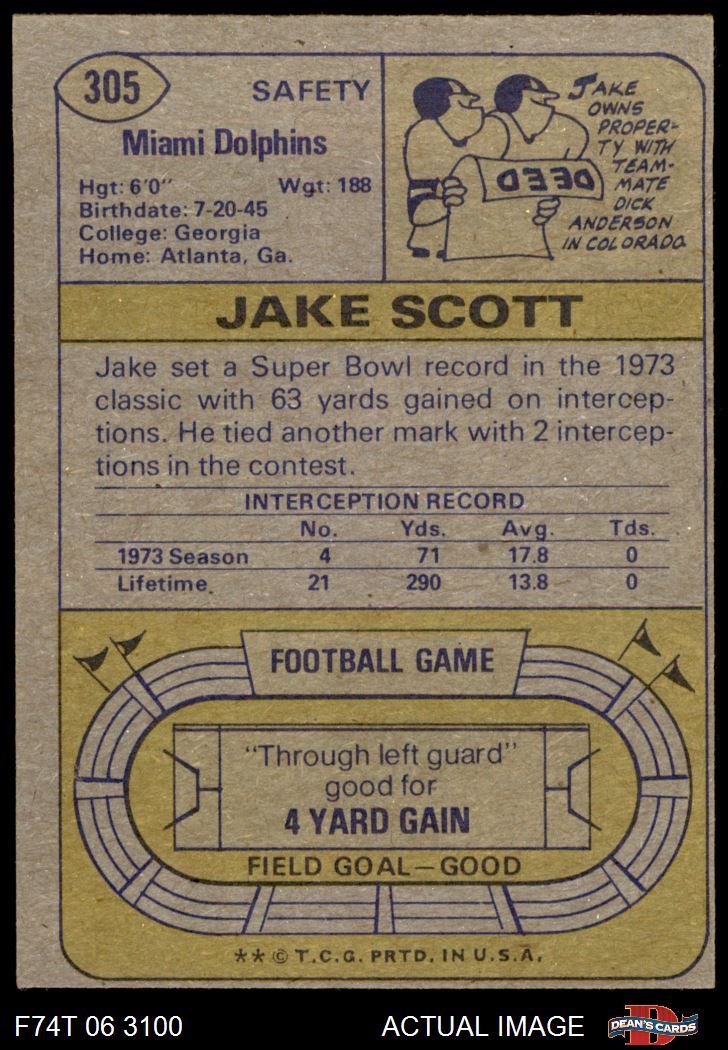 305
SAFETY
Miami Dolphins
Hgt: 6'0" Wgt: 188
Birthdate: 7-20-45
College: Georgia
Home: Atlanta, Ga.
JAKE
OWNS
PROPER-
TY WITH
TEAM-
MATE
DICK
ANDERSON
IN COLORADO
DEED
JAKE SCOTT
Jake set a Super Bowl record in the 1973
classic with 63 yards gained on intercep-
tions. He tied another mark with 2 intercep-
tions in the contest.
INTERCEPTION RECORD
No. Yds. Avg. Tds.
1973 Season 4 71 17.8 0
Lifetime. 21 290 13.8 0
FOOTBALL GAME
"Through left guard"
good for
4 YARD GAIN
FIELD GOAL—GOOD
**© T.C.G. PRTD. IN U.S.A.
F74T 06 3100 ACTUAL IMAGE
D
DEAN'S CARDS